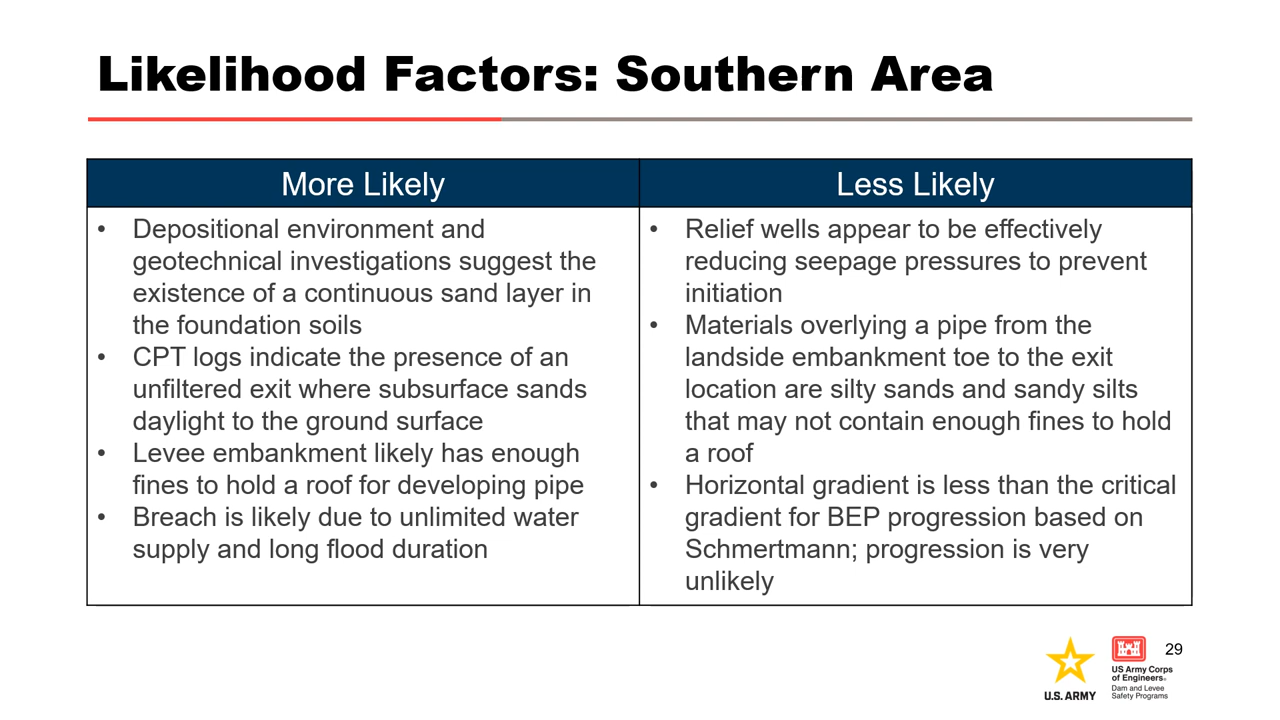 Likelihood Factors: Southern Area
More Likely
• Depositional environment and
geotechnical investigations suggest the
existence of a continuous sand layer in
the foundation soils
• CPT logs indicate the presence of an
unfiltered exit where subsurface sands
daylight to the ground surface
• Levee embankment likely has enough
fines to hold a roof for developing pipe
• Breach is likely due to unlimited water
supply and long flood duration
Less Likely
• Relief wells appear to be effectively
reducing seepage pressures to prevent
initiation
• Materials overlying a pipe from the
landside embankment toe to the exit
location are silty sands and sandy silts
that may not contain enough fines to hold
a roof
• Horizontal gradient is less than the critical
gradient for BEP progression based on
Schmertmann; progression is very
unlikely
U.S. ARMY
US Army Corps
of Engineers®
Dam and Levee
Safety Programs
29